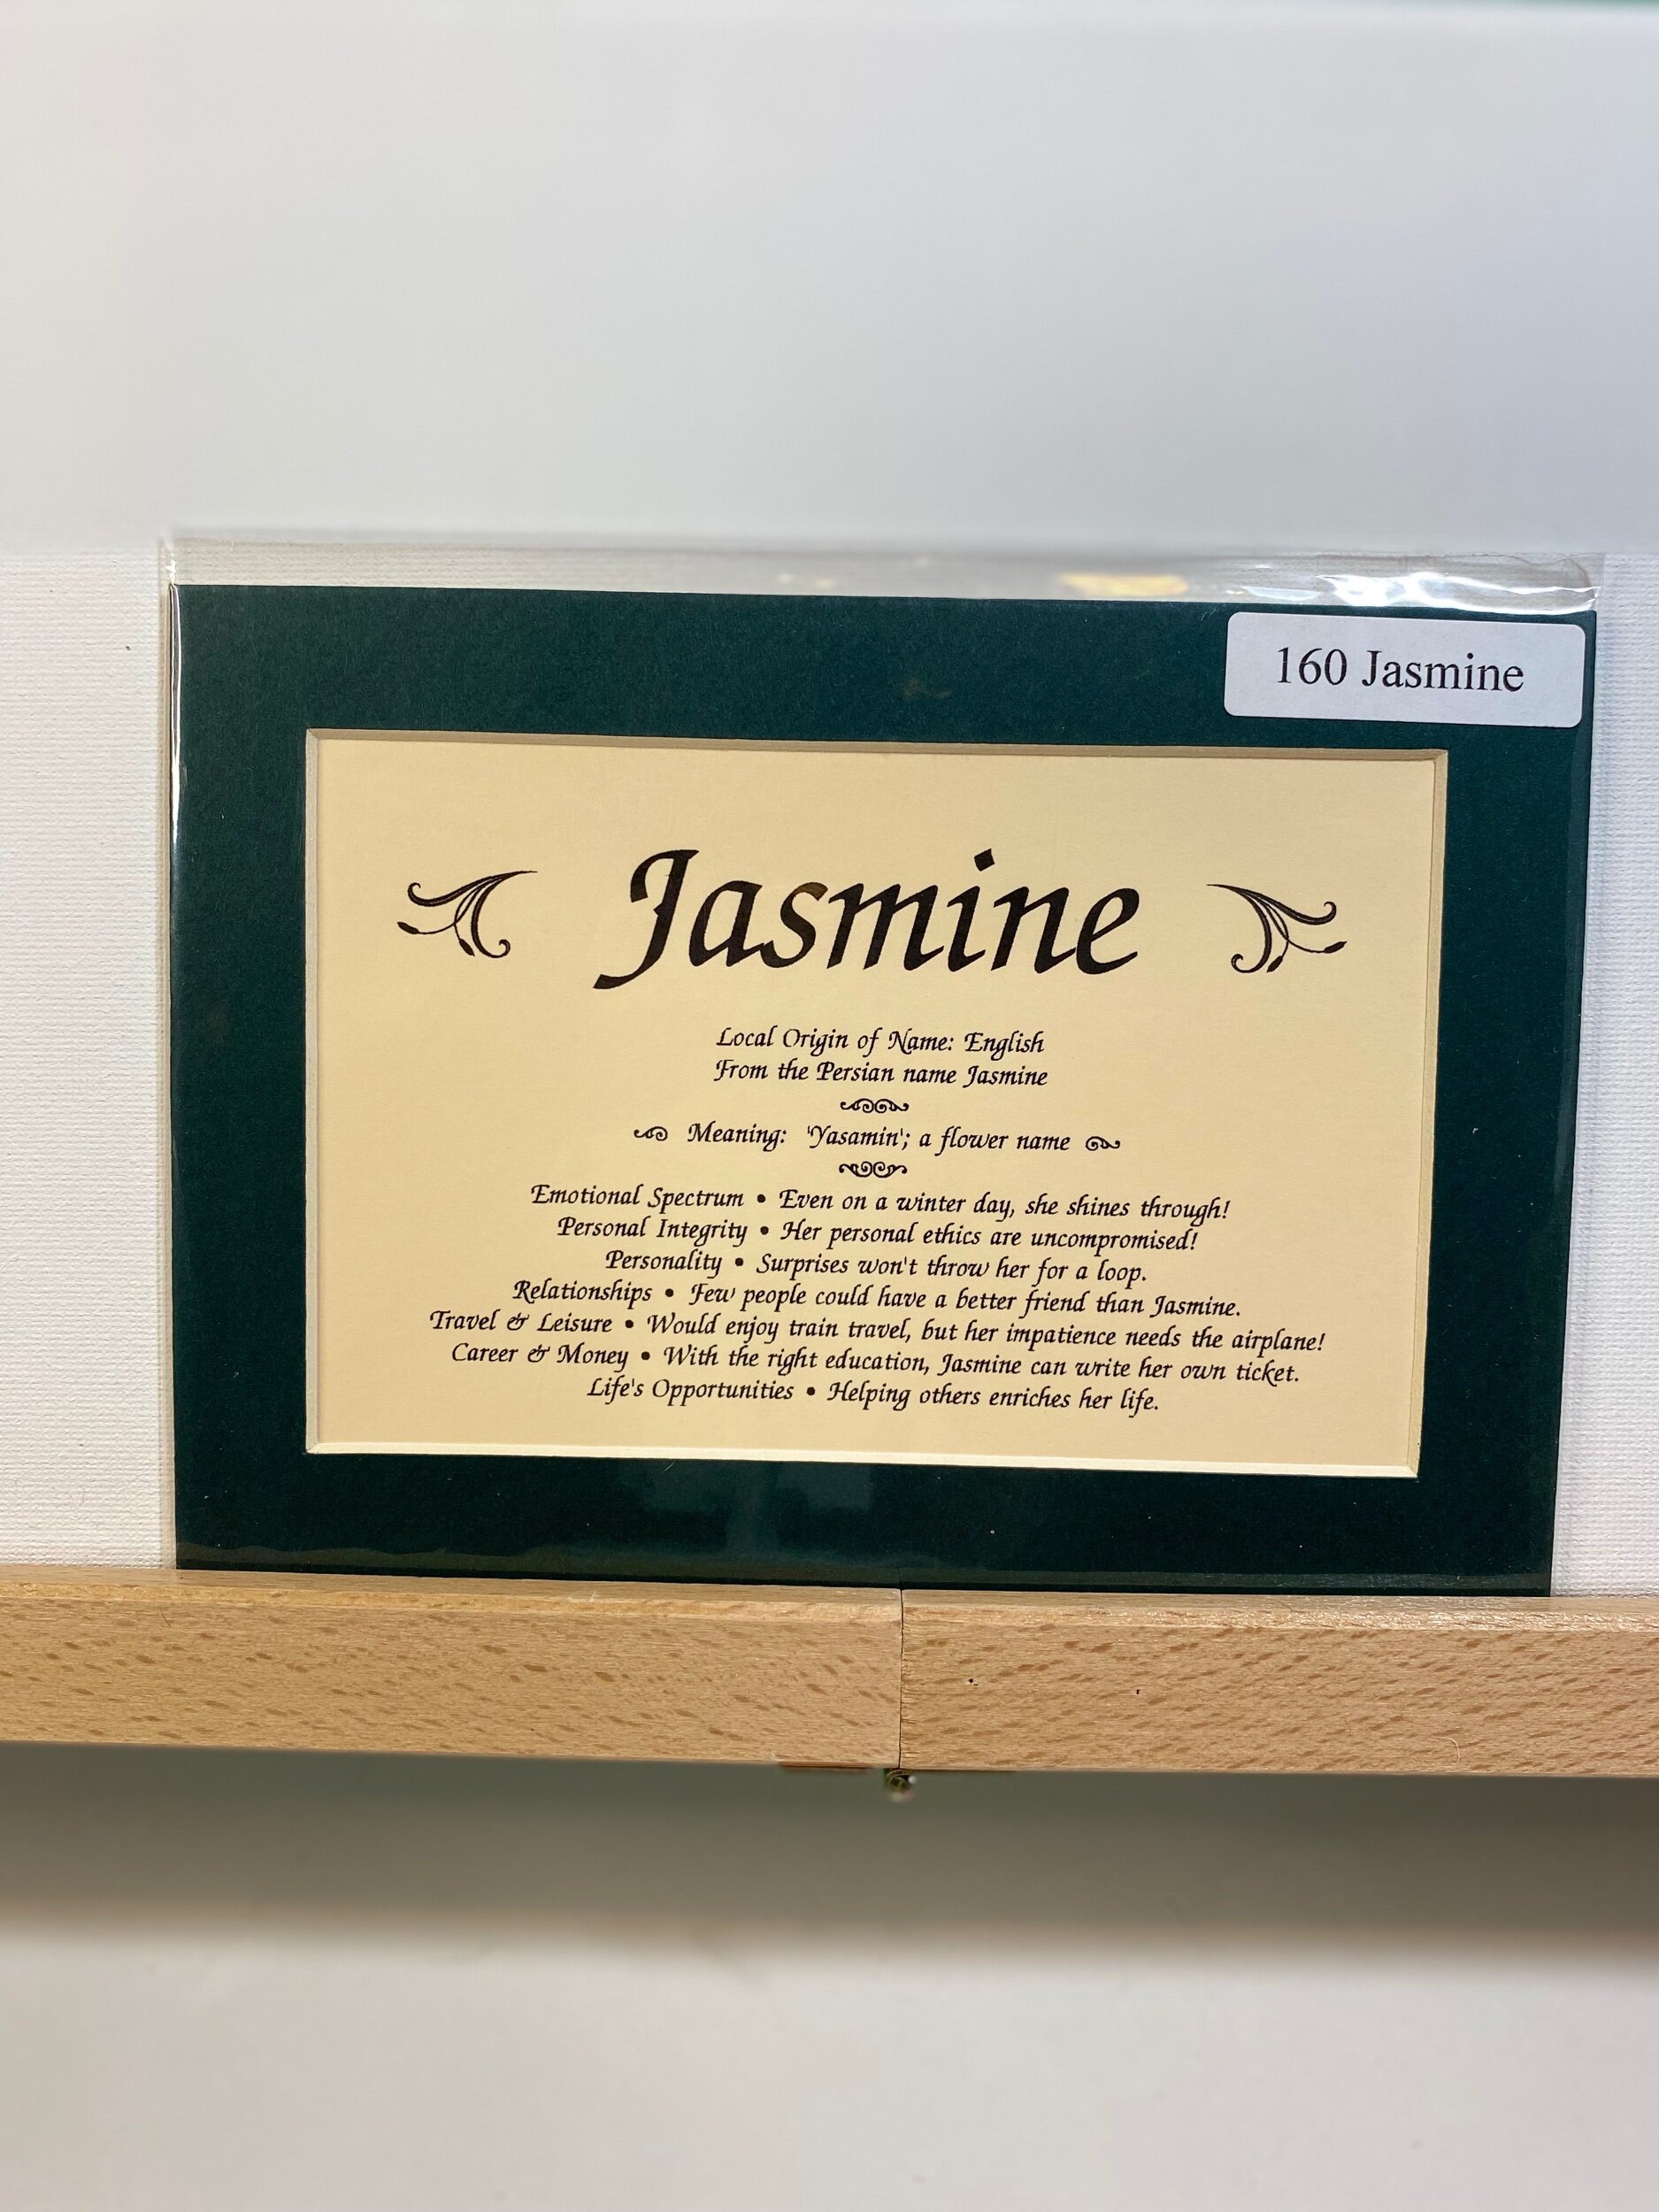 160 Jasmine
Jasmine
Local Origin of Name: English
From the Persian name Jasmine
Meaning: 'Yasamin'; a flower name
Emotional Spectrum • Even on a winter day, she shines through!
Personal Integrity • Her personal ethics are uncompromised!
Personality • Surprises won't throw her for a loop.
Relationships • Few people could have a better friend than Jasmine.
Travel & Leisure • Would enjoy train travel, but her impatience needs the airplane!
Career & Money • With the right education, Jasmine can write her own ticket.
Life's Opportunities • Helping others enriches her life.